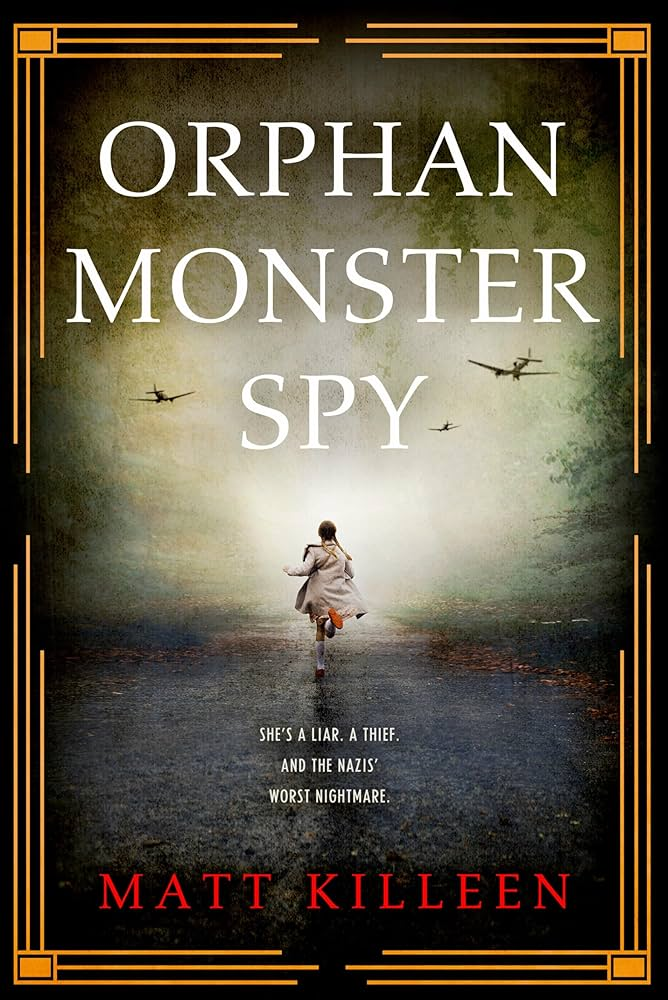 ORPHAN
MONSTER
SPY
SHE'S A LIAR. A THIEF.
AND THE NAZIS'
WORST NIGHTMARE.
MATT KILLEEN